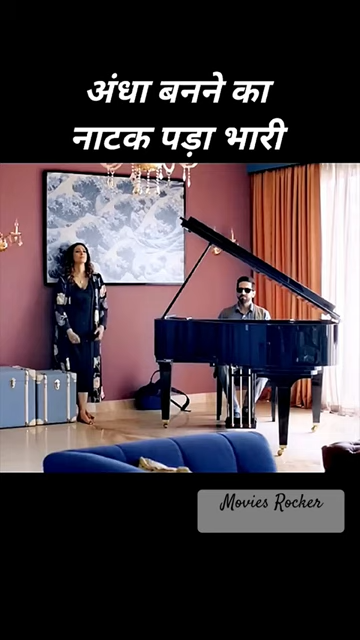 अंधा बनने का
नाटक पड़ा भारी
Movies Rocker